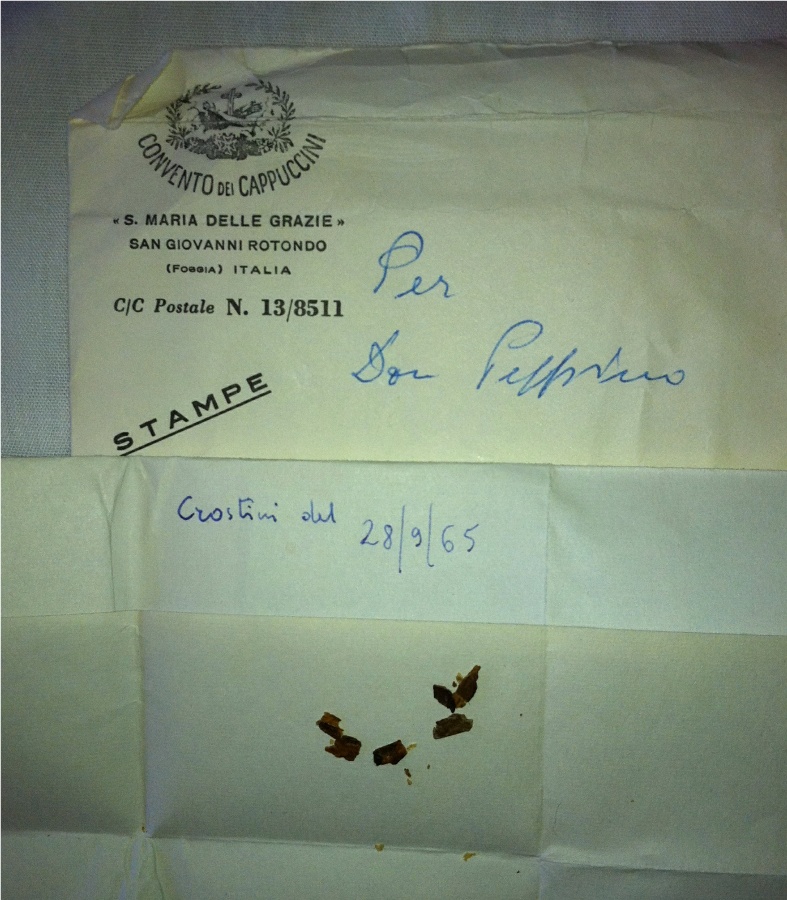 CONVENTO DEI CAPPUCCINI
« S. MARIA DELLE GRAZIE »
SAN GIOVANNI ROTONDO
(FOGGIA) ITALIA
C/C Postale N. 13/8511
STAMPE
Per
Don Peppino
Crostini del 28/9/65